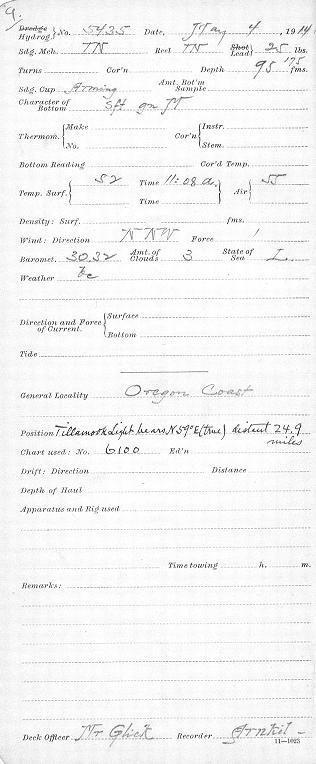 9.
Dredge Hydrog. No. 5435 Date, May 4, 1914
Sdg. Mch. TN Reel TN Shot Lead 25 lbs.
Turns Cor'n Depth 95 175 fms.
Sdg. Cup Arming Amt. Bot'm Sample
Character of Bottom Sft gn M
Thermom. Make No. Cor'n Instr. Stem.
Bottom Reading Cor'd Temp.
Temp. Surf. 52 Time 11:08 a. Time Air 55
Density: Surf. fms.
Wind: Direction NNW Force 1
Baromet. 30.32 Amt. of Clouds 3 State of Sea L
Weather bc
Direction and Force of Current. Surface Bottom
Tide
General Locality Oregon Coast
Position Tillamook Light bears N59°E (true) distant 24.9 miles
Chart used: No. 6100 Ed'n
Drift: Direction Distance
Depth of Haul
Apparatus and Rig used
Time towing h. m.
Remarks:
Deck Officer Mr Glick Recorder
11—1023